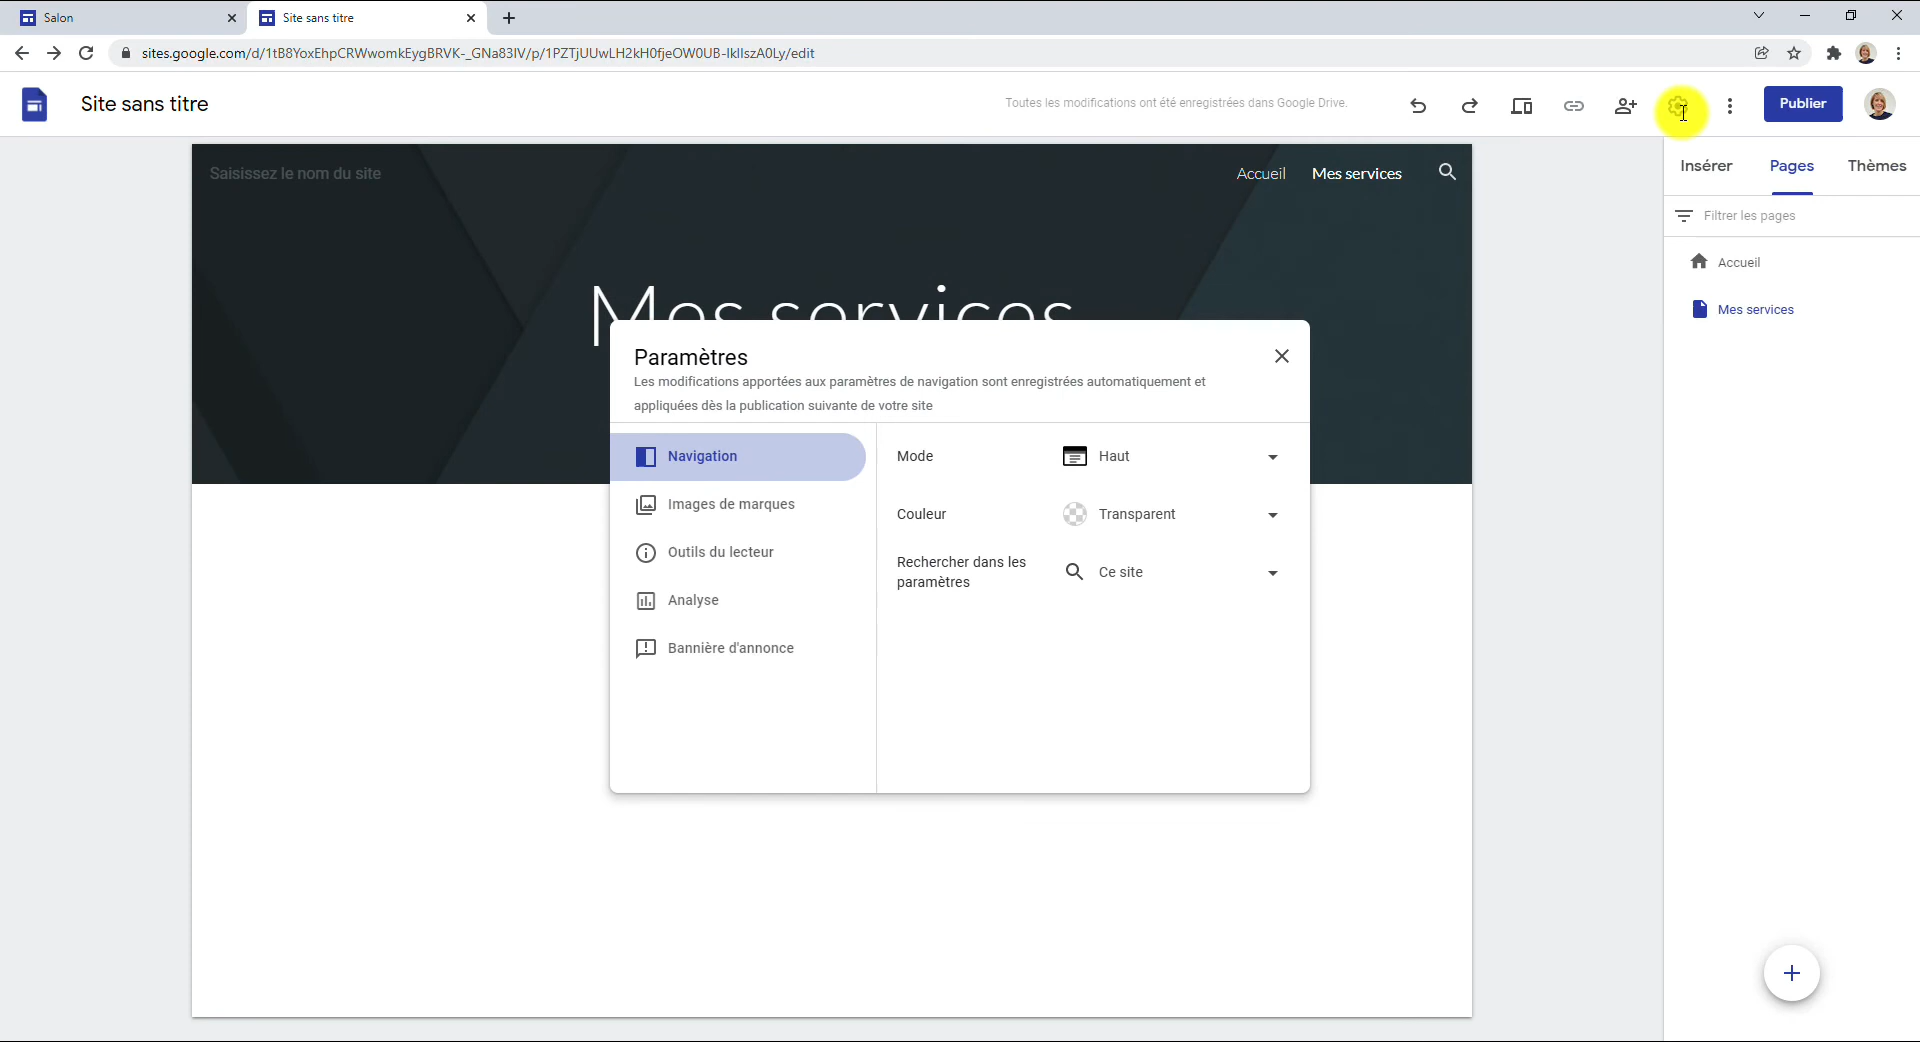 Salon
Site sans titre
sites.google.com/d/1tB8YoxEhpCRWwomkEygBRVK-_GNa83IV/p/1PZTjUUwLH2kH0fjeOW0UB-IkIIszA0Ly/edit
Site sans titre
Toutes les modifications ont été enregistrées dans Google Drive.
Publier
Saisissez le nom du site
Accueil
Mes services
Mes services
Insérer
Pages
Thèmes
Filtrer les pages
Accueil
Mes services
Paramètres
Les modifications apportées aux paramètres de navigation sont enregistrées automatiquement et
appliquées dès la publication suivante de votre site
Navigation
Images de marques
Outils du lecteur
Analyse
Bannière d'annonce
Mode
Haut
Couleur
Transparent
Rechercher dans les
paramètres
Ce site